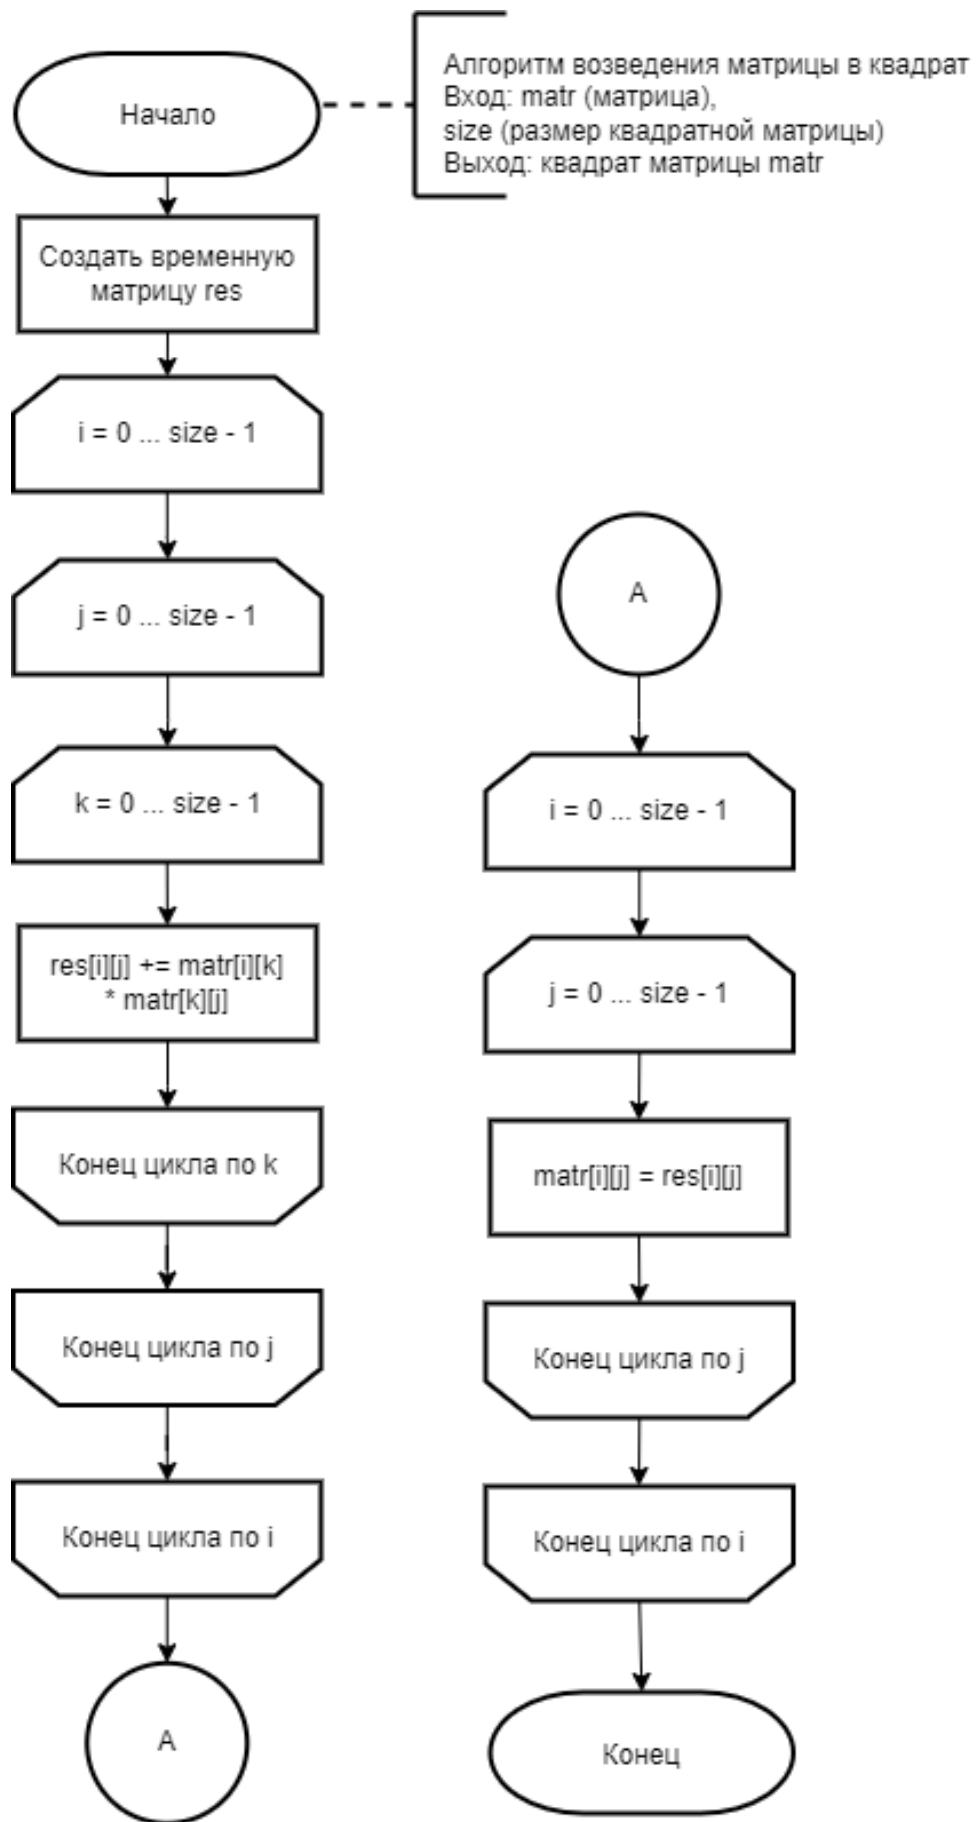 Начало
Алгоритм возведения матрицы в квадрат
Вход: matr (матрица),
size (размер квадратной матрицы)
Выход: квадрат матрицы matr
Создать временную
матрицу res
i = 0 ... size - 1
j = 0 ... size - 1
k = 0 ... size - 1
res[i][j] += matr[i][k]
* matr[k][j]
Конец цикла по k
Конец цикла по j
Конец цикла по i
A
A
i = 0 ... size - 1
j = 0 ... size - 1
matr[i][j] = res[i][j]
Конец цикла по j
Конец цикла по i
Конец